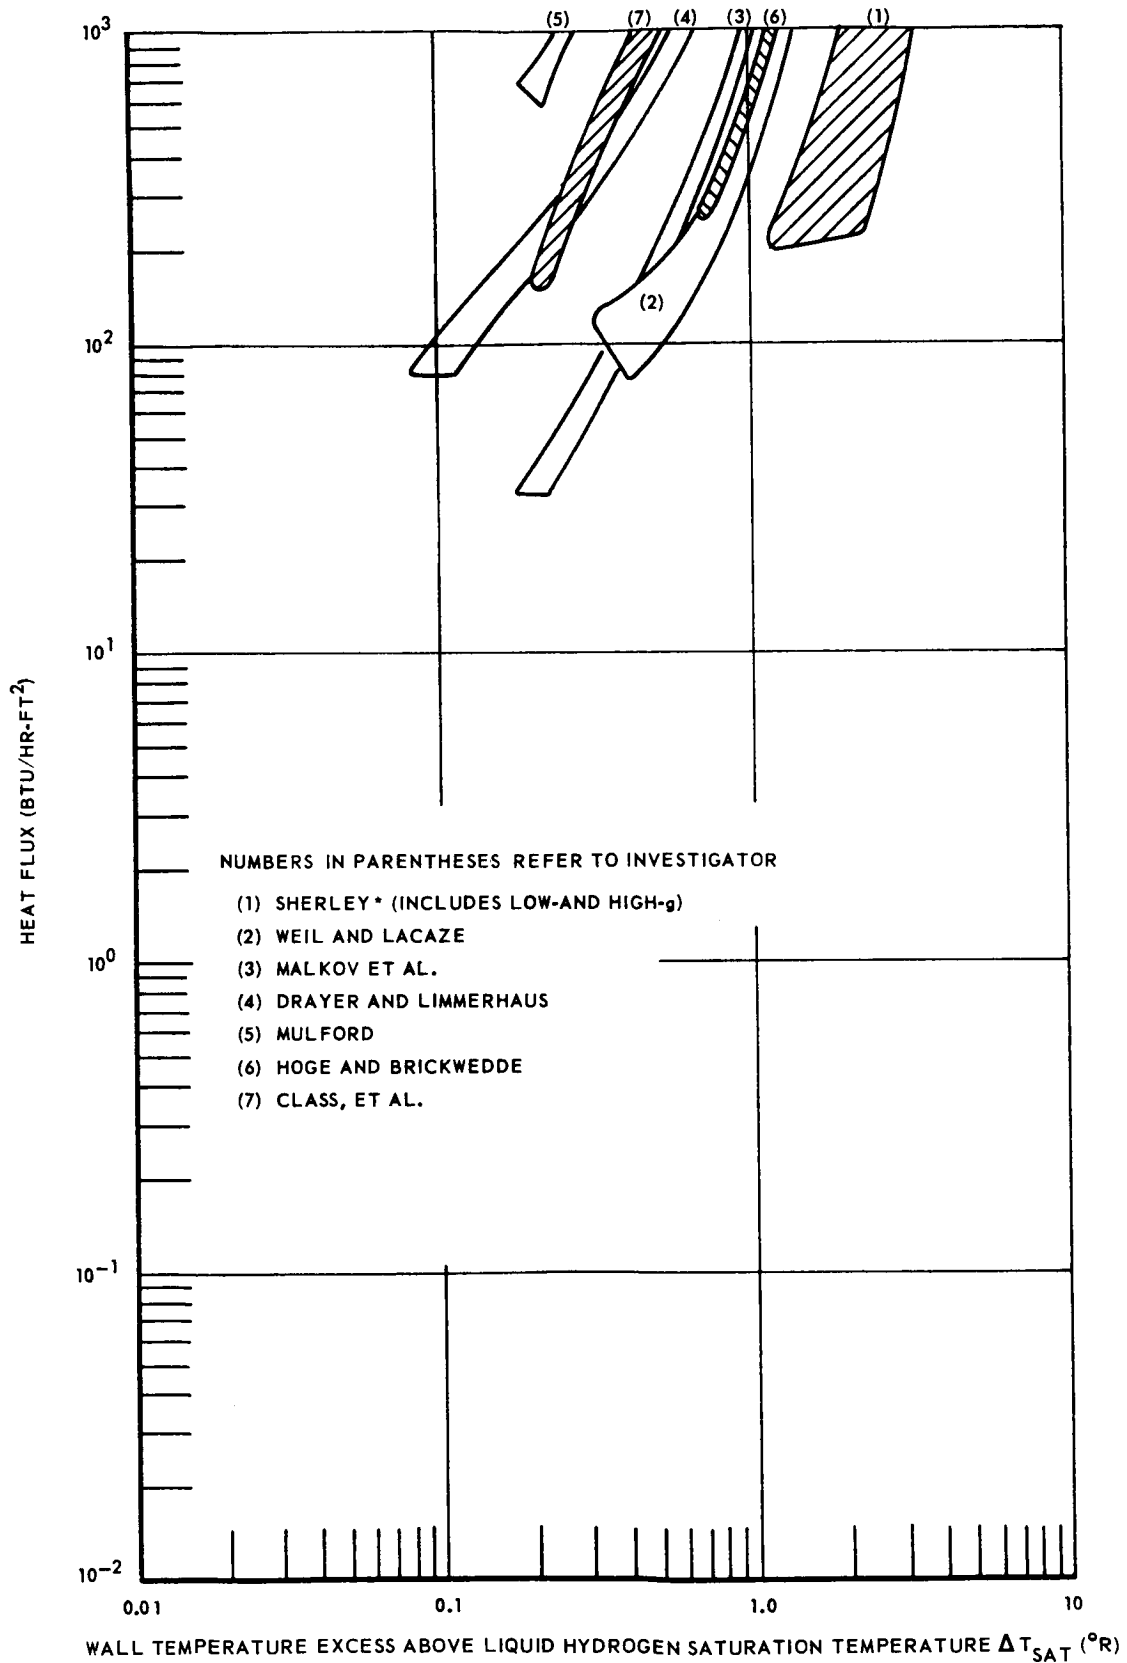 (5) (7) (4) (3) (6) (1)
10³
(2)
10²
10¹
HEAT FLUX (BTU/HR-FT²)
NUMBERS IN PARENTHESES REFER TO INVESTIGATOR
(1) SHERLEY* (INCLUDES LOW-AND HIGH-g)
(2) WEIL AND LACAZE
(3) MALKOV ET AL.
(4) DRAYER AND LIMMERHAUS
(5) MULFORD
(6) HOGE AND BRICKWEDDE
(7) CLASS, ET AL.
10⁰
10⁻¹
10⁻²
0.01 0.1 1.0 10
WALL TEMPERATURE EXCESS ABOVE LIQUID HYDROGEN SATURATION TEMPERATURE Δ T_SAT (°R)